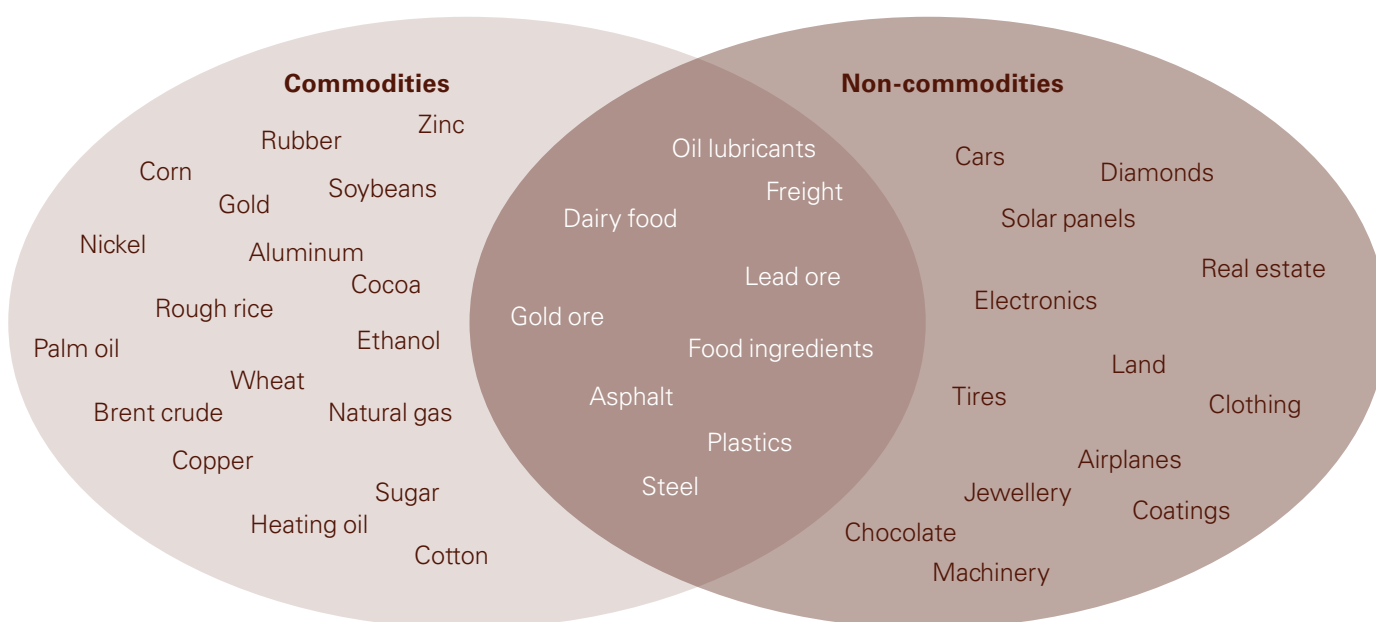 Commodities
Zinc
Rubber
Corn
Soybeans
Gold
Nickel
Aluminum
Cocoa
Rough rice
Ethanol
Palm oil
Wheat
Brent crude
Natural gas
Copper
Sugar
Heating oil
Cotton
Oil lubricants
Freight
Dairy food
Lead ore
Gold ore
Food ingredients
Asphalt
Plastics
Steel
Non-commodities
Cars
Diamonds
Solar panels
Real estate
Electronics
Land
Tires
Clothing
Airplanes
Jewellery
Coatings
Chocolate
Machinery